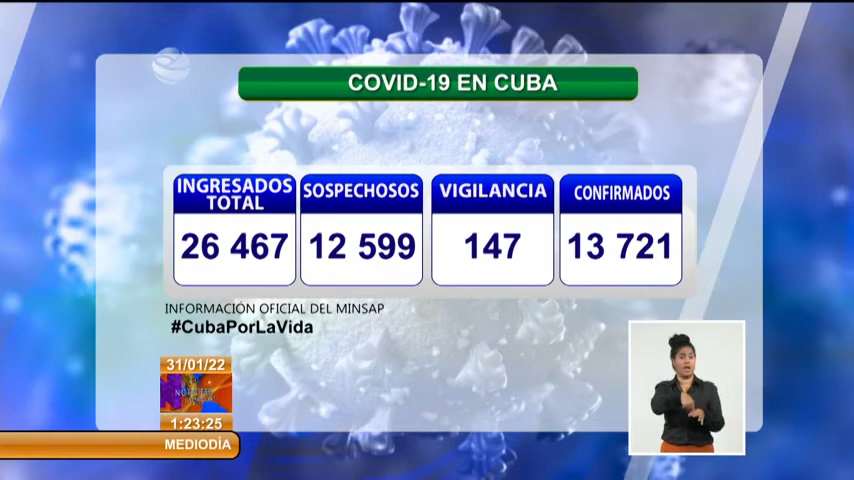 COVID-19 EN CUBA
INGRESADOS
TOTAL
26 467
SOSPECHOSOS
12 599
VIGILANCIA
147
CONFIRMADOS
13 721
INFORMACIÓN OFICIAL DEL MINSAP
#CubaPorLaVida
31/01/22
1:23:25
MEDIODÍA